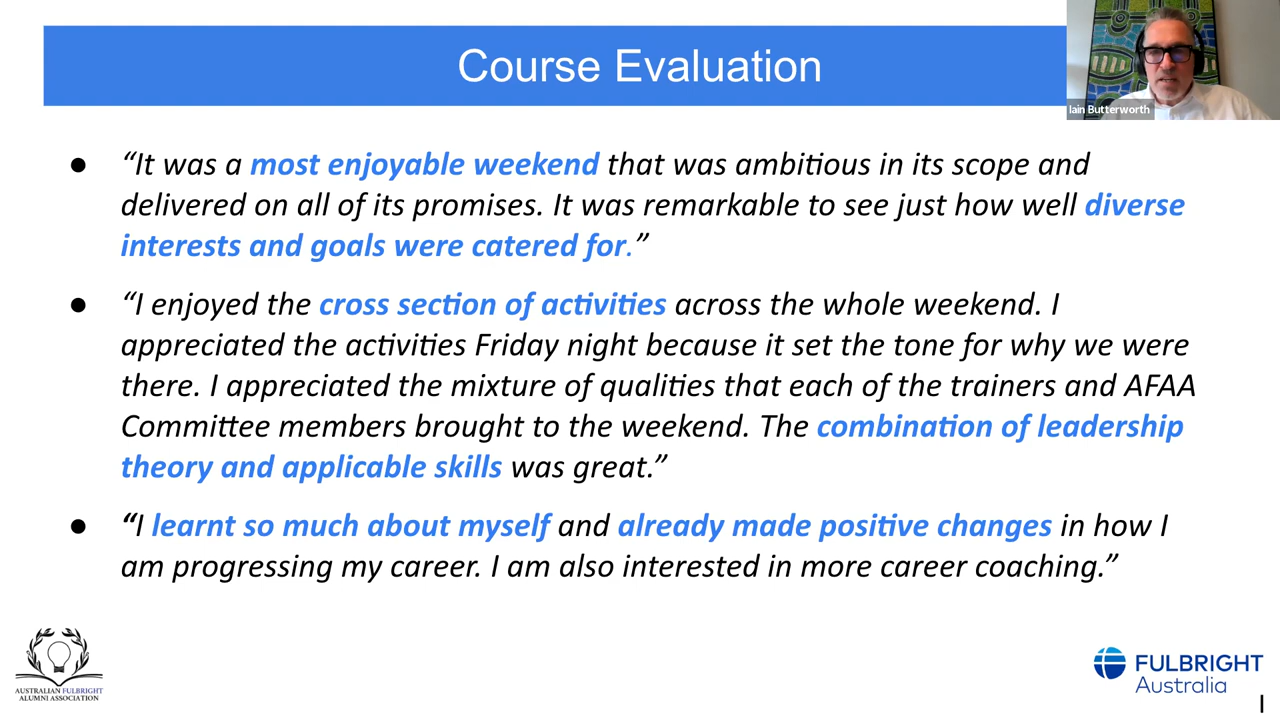 Course Evaluation
Iain Butterworth
● “It was a most enjoyable weekend that was ambitious in its scope and
delivered on all of its promises. It was remarkable to see just how well diverse
interests and goals were catered for.”
● “I enjoyed the cross section of activities across the whole weekend. I
appreciated the activities Friday night because it set the tone for why we were
there. I appreciated the mixture of qualities that each of the trainers and AFAA
Committee members brought to the weekend. The combination of leadership
theory and applicable skills was great.”
● “I learnt so much about myself and already made positive changes in how I
am progressing my career. I am also interested in more career coaching.”
AUSTRALIAN FULBRIGHT
ALUMNI ASSOCIATION
FULBRIGHT
Australia